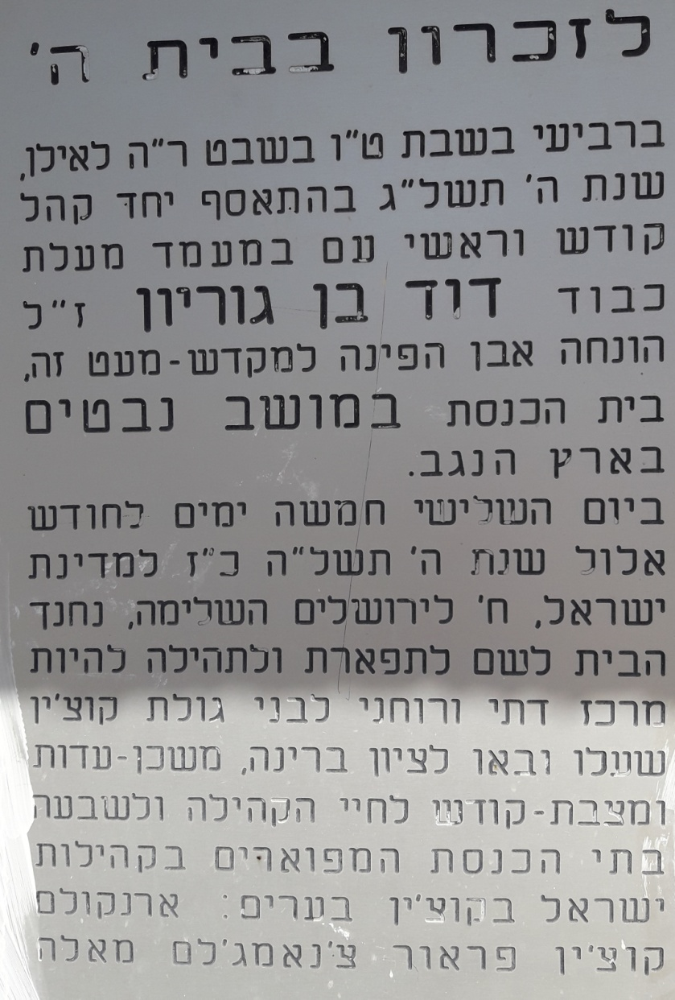 לזכרון בבית ה'
ברביעי בשבת ט"ו בשבט ר"ה לאילן,
שנת ה' תשל"ג בהתאסף יחד קהל
קודש וראשי עם במעמד מעלת
כבוד דוד בן גוריון ז"ל
הונחה אבן הפינה למקדש-מעט זה,
בית הכנסת במושב נבטים
בארץ הנגב.
ביום השלישי חמשה ימים לחודש
אלול שנת ה' תשל"ה כ"ז למדינת
ישראל, ח' לירושלים השלימה, נחנך
הבית לשם לתפארת ולתהילה להיות
מרכז דתי ורוחני לבני גולת קוצ'ין
שעלו ובאו לציון ברינה, משכן-עדות
ומצבת-קודש לחיי הקהילה ולשבעה
בתי הכנסת המפוארים בקהילות
ישראל בקוצ'ין בערים: ארנקולם
קוצ'ין פראור צ'נאמג'לם מאלה